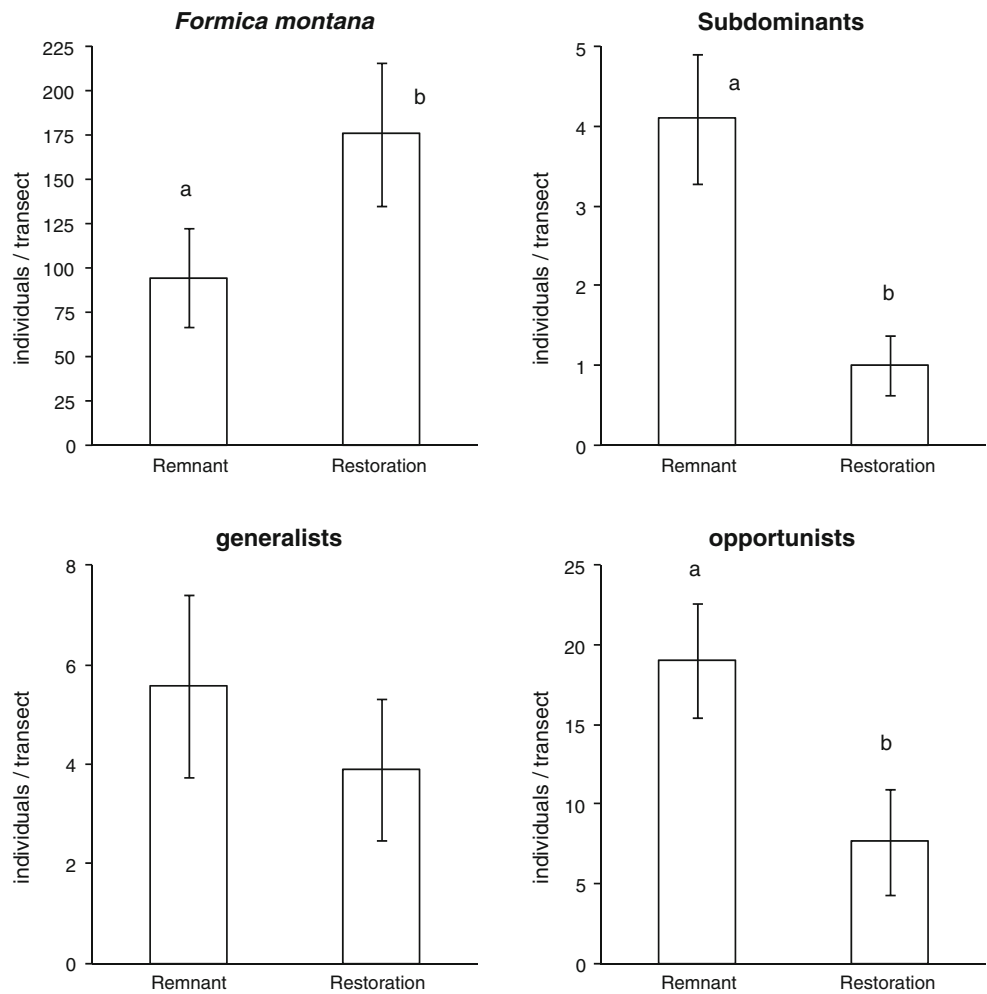 Formica montana
225
200
175
150
125
100
75
50
25
0
individuals / transect
a
b
Remnant Restoration
Subdominants
5
4
3
2
1
0
individuals / transect
a
b
Remnant Restoration
generalists
8
6
4
2
0
individuals / transect
Remnant Restoration
opportunists
25
20
15
10
5
0
individuals / transect
a
b
Remnant Restoration